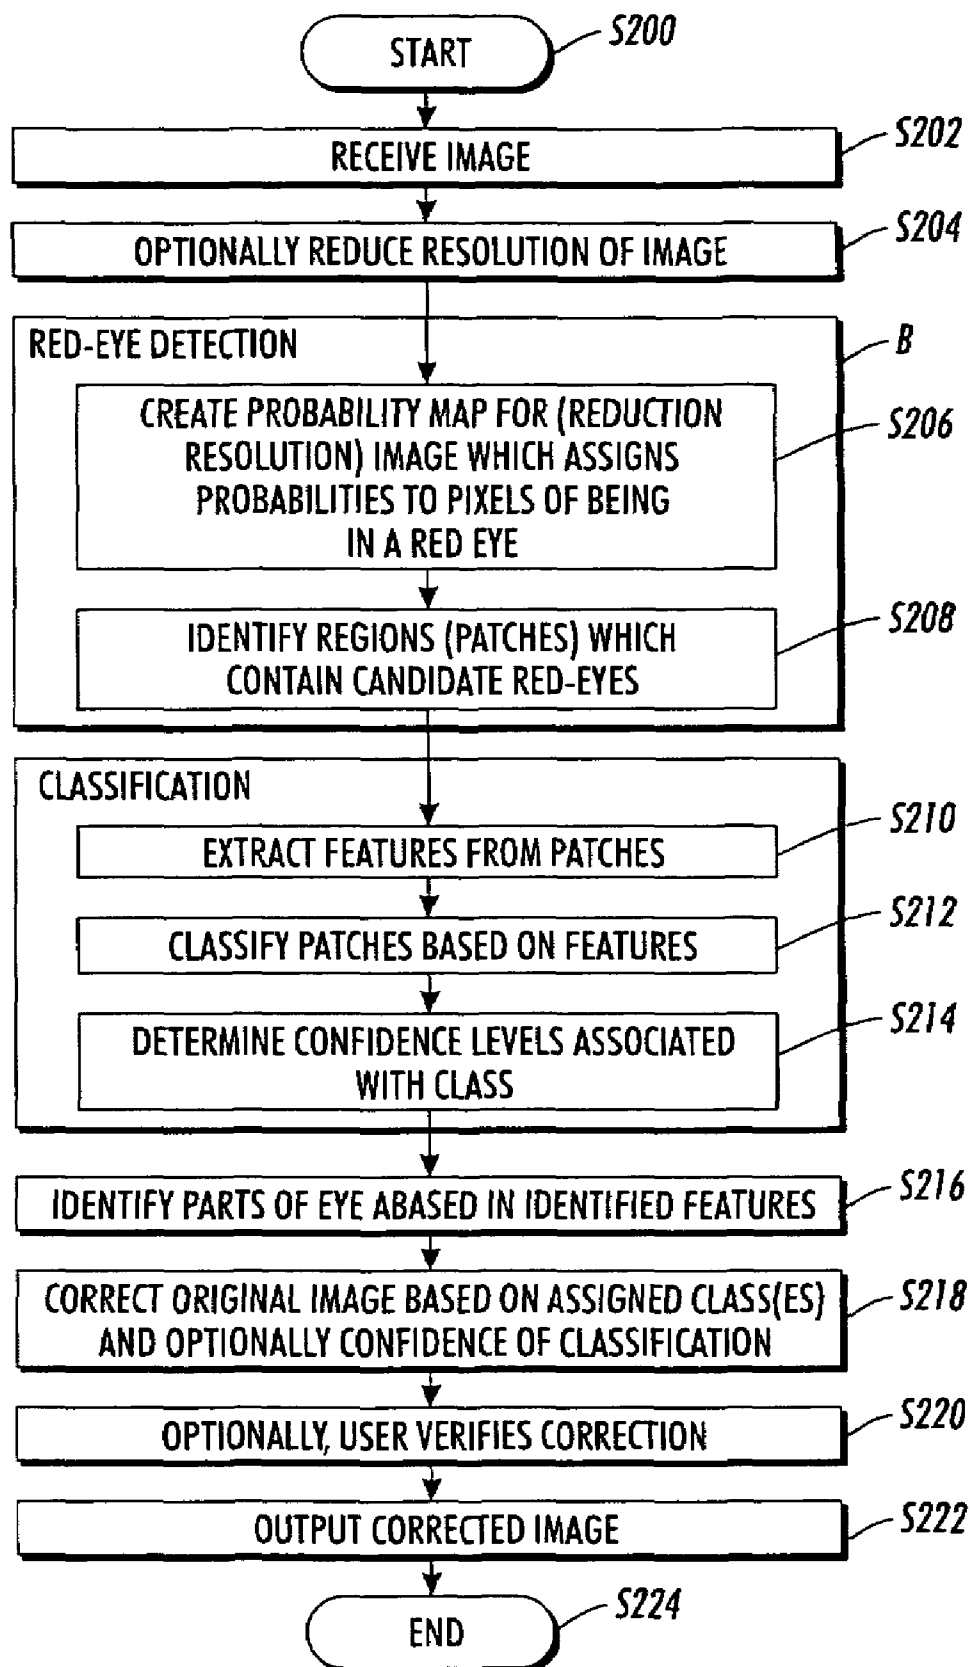 START
S200
RECEIVE IMAGE
S202
OPTIONALLY REDUCE RESOLUTION OF IMAGE
S204
RED-EYE DETECTION
B
CREATE PROBABILITY MAP FOR (REDUCTION
RESOLUTION) IMAGE WHICH ASSIGNS
PROBABILITIES TO PIXELS OF BEING
IN A RED EYE
S206
IDENTIFY REGIONS (PATCHES) WHICH
CONTAIN CANDIDATE RED-EYES
S208
CLASSIFICATION
EXTRACT FEATURES FROM PATCHES
S210
CLASSIFY PATCHES BASED ON FEATURES
S212
DETERMINE CONFIDENCE LEVELS ASSOCIATED
WITH CLASS
S214
IDENTIFY PARTS OF EYE ABASED IN IDENTIFIED FEATURES
S216
CORRECT ORIGINAL IMAGE BASED ON ASSIGNED CLASS(ES)
AND OPTIONALLY CONFIDENCE OF CLASSIFICATION
S218
OPTIONALLY, USER VERIFIES CORRECTION
S220
OUTPUT CORRECTED IMAGE
S222
END
S224